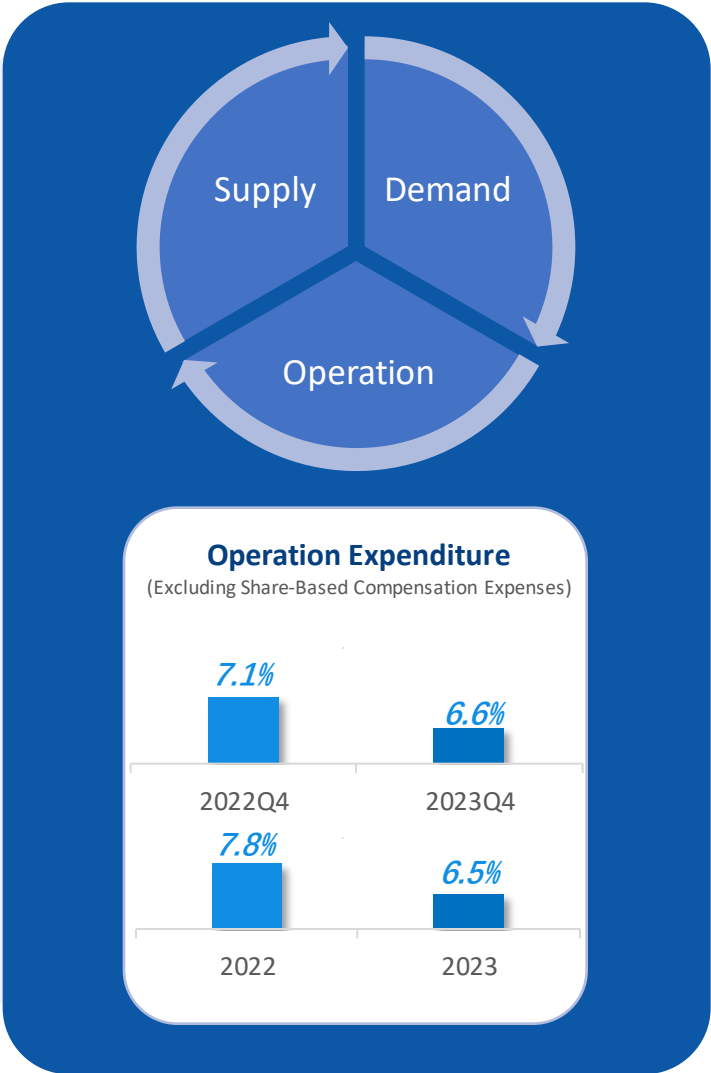 Supply
Demand
Operation
Operation Expenditure
(Excluding Share-Based Compensation Expenses)
7.1%
6.6%
2022Q4
2023Q4
7.8%
6.5%
2022
2023